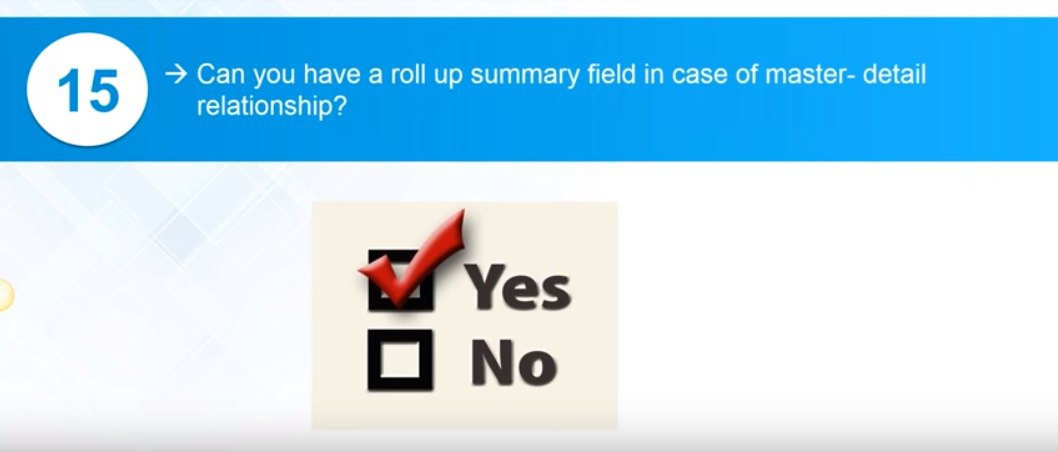 15
→ Can you have a roll up summary field in case of master- detail
relationship?
Yes
No